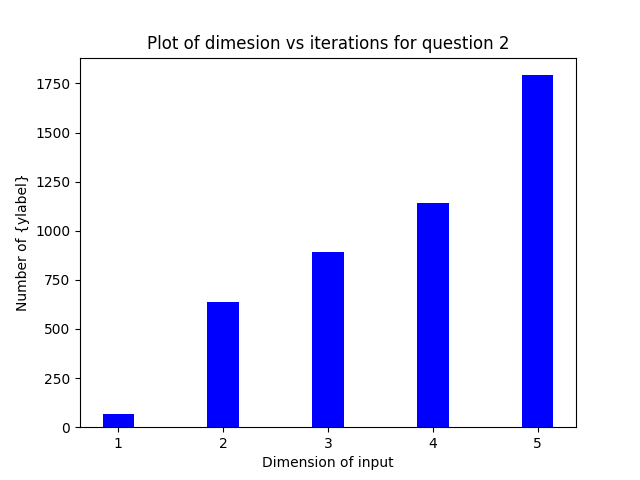 Plot of dimesion vs iterations for question 2
1750
1500
1250
1000
750
500
250
0
Number of {ylabel}
1 2 3 4 5
Dimension of input